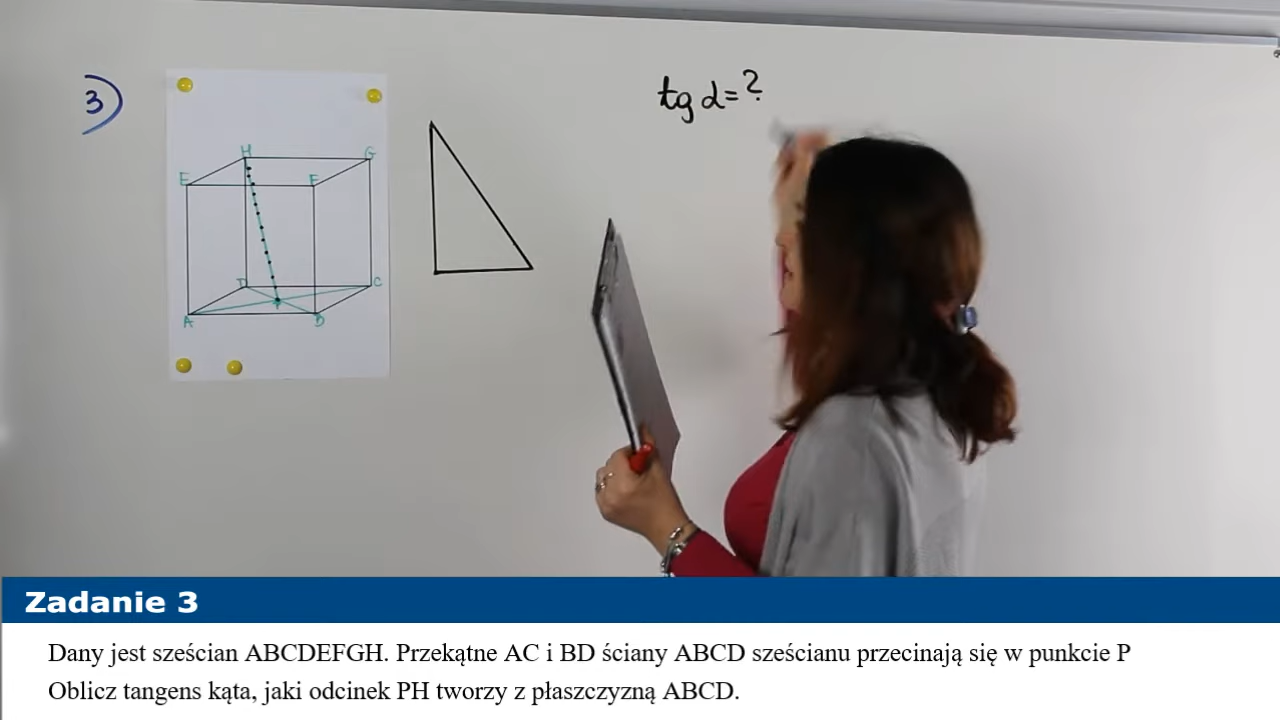 3)
tg α = ?
H
G
E
F
D
C
P
A
B
Zadanie 3
Dany jest sześcian ABCDEFGH. Przekątne AC i BD ściany ABCD sześcianu przecinają się w punkcie P
Oblicz tangens kąta, jaki odcinek PH tworzy z płaszczyzną ABCD.